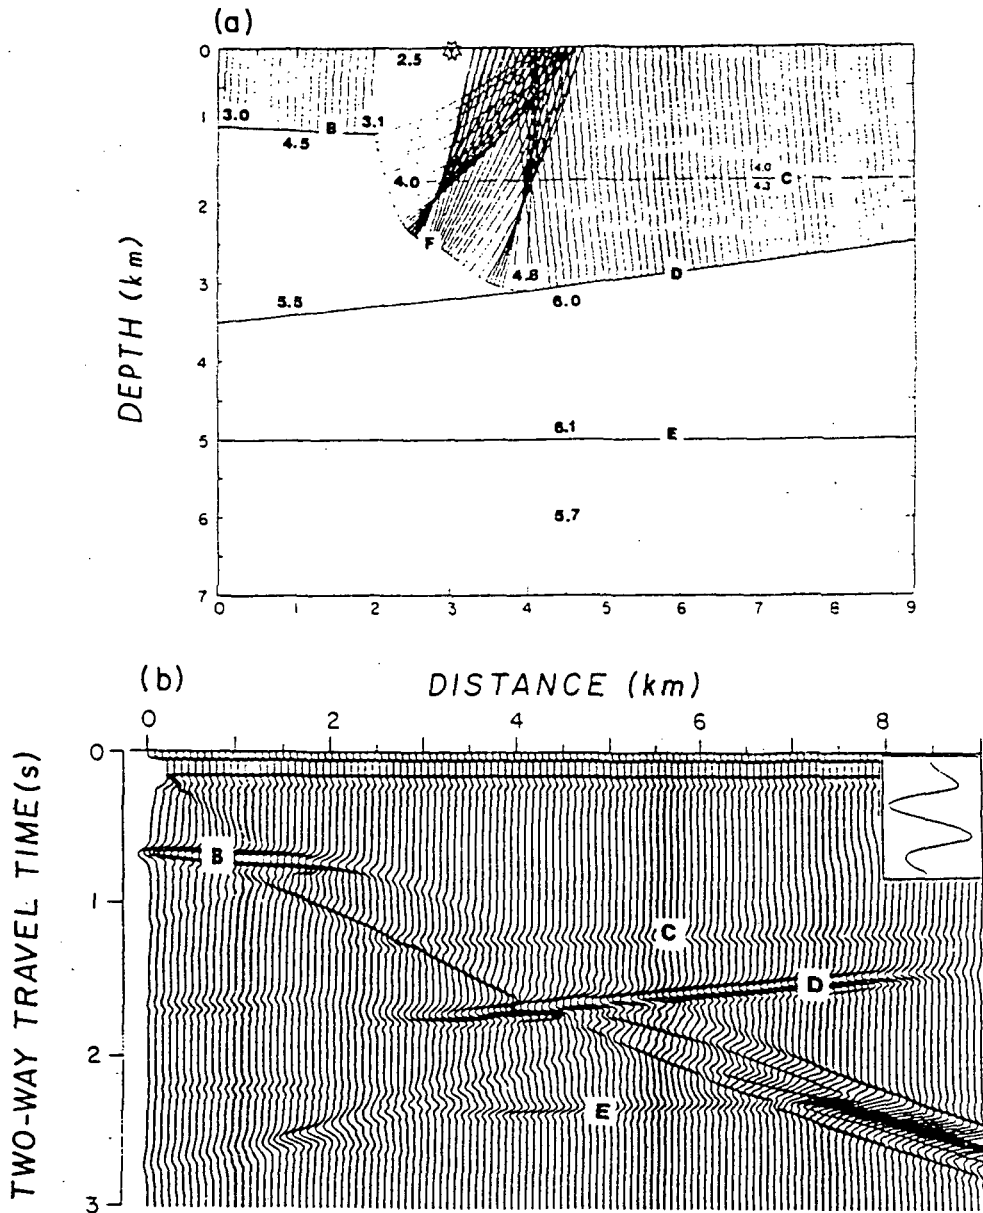 (a)
0
2.5
3.0
B
3.1
1
4.5
4.0
4.0
C
4.3
2
F
4.8
D
3
5.5
6.0
4
6.1
E
5
5.7
6
7
0 1 2 3 4 5 6 7 8 9
DEPTH (km)
(b)
DISTANCE (km)
0 2 4 6 8
0
B
1
C
D
2
E
3
TWO-WAY TRAVEL TIME(s)